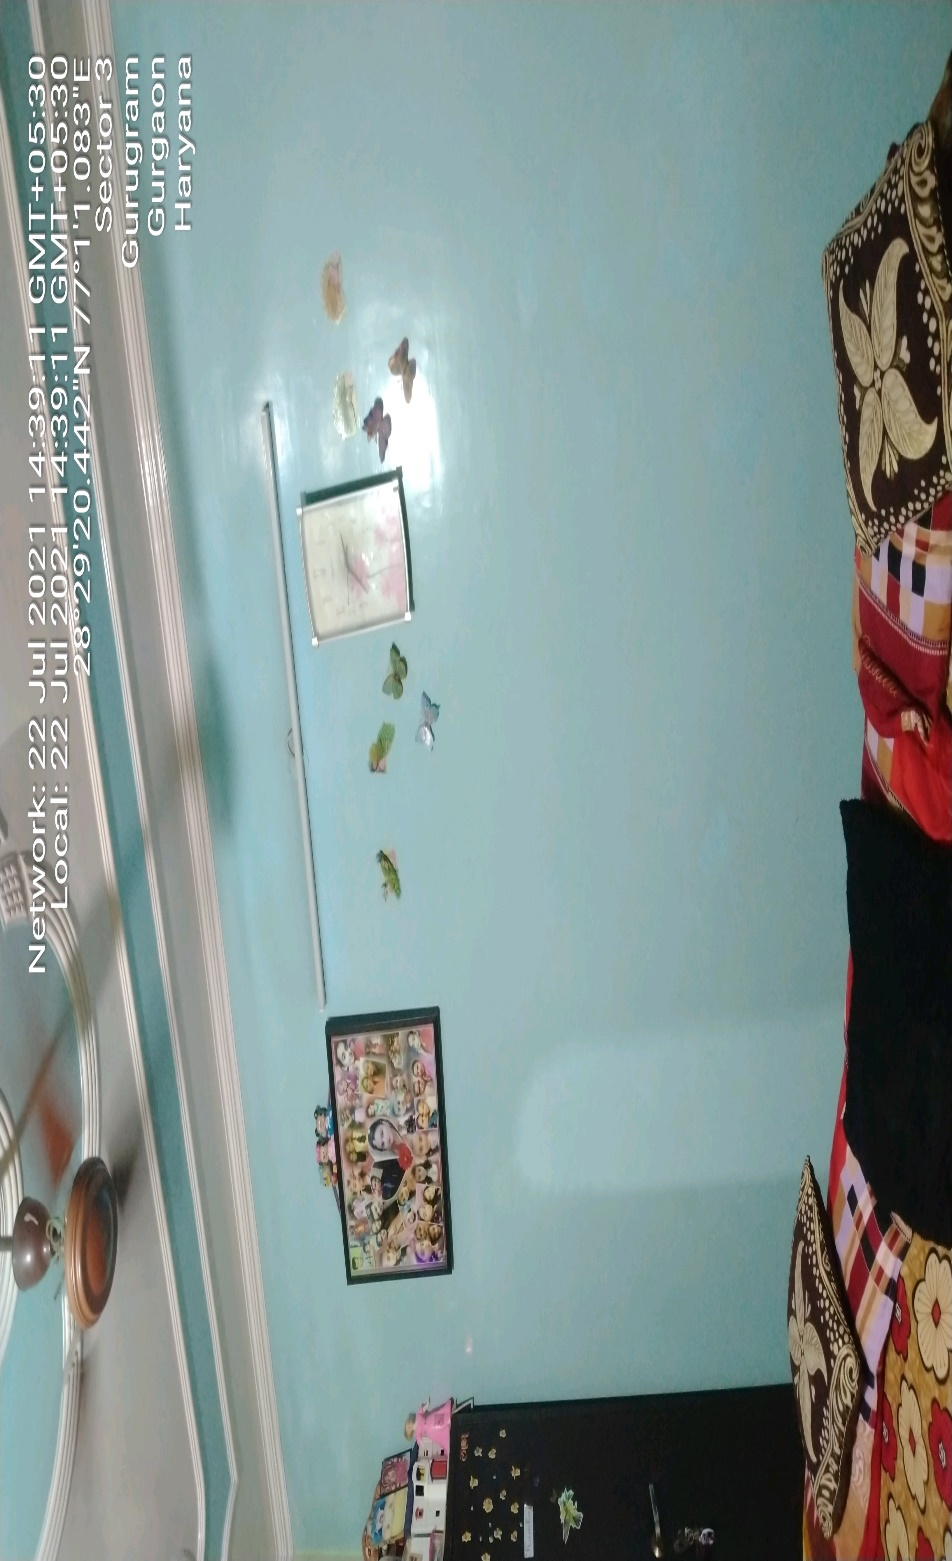 Network: 22 Jul 2021 14:39:11 GMT+05:30
Local: 22 Jul 2021 14:39:11 GMT+05:30
28°29'20.442"N 77°1'1.083"E
Sector 3
Gurugram
Gurgaon
Haryana